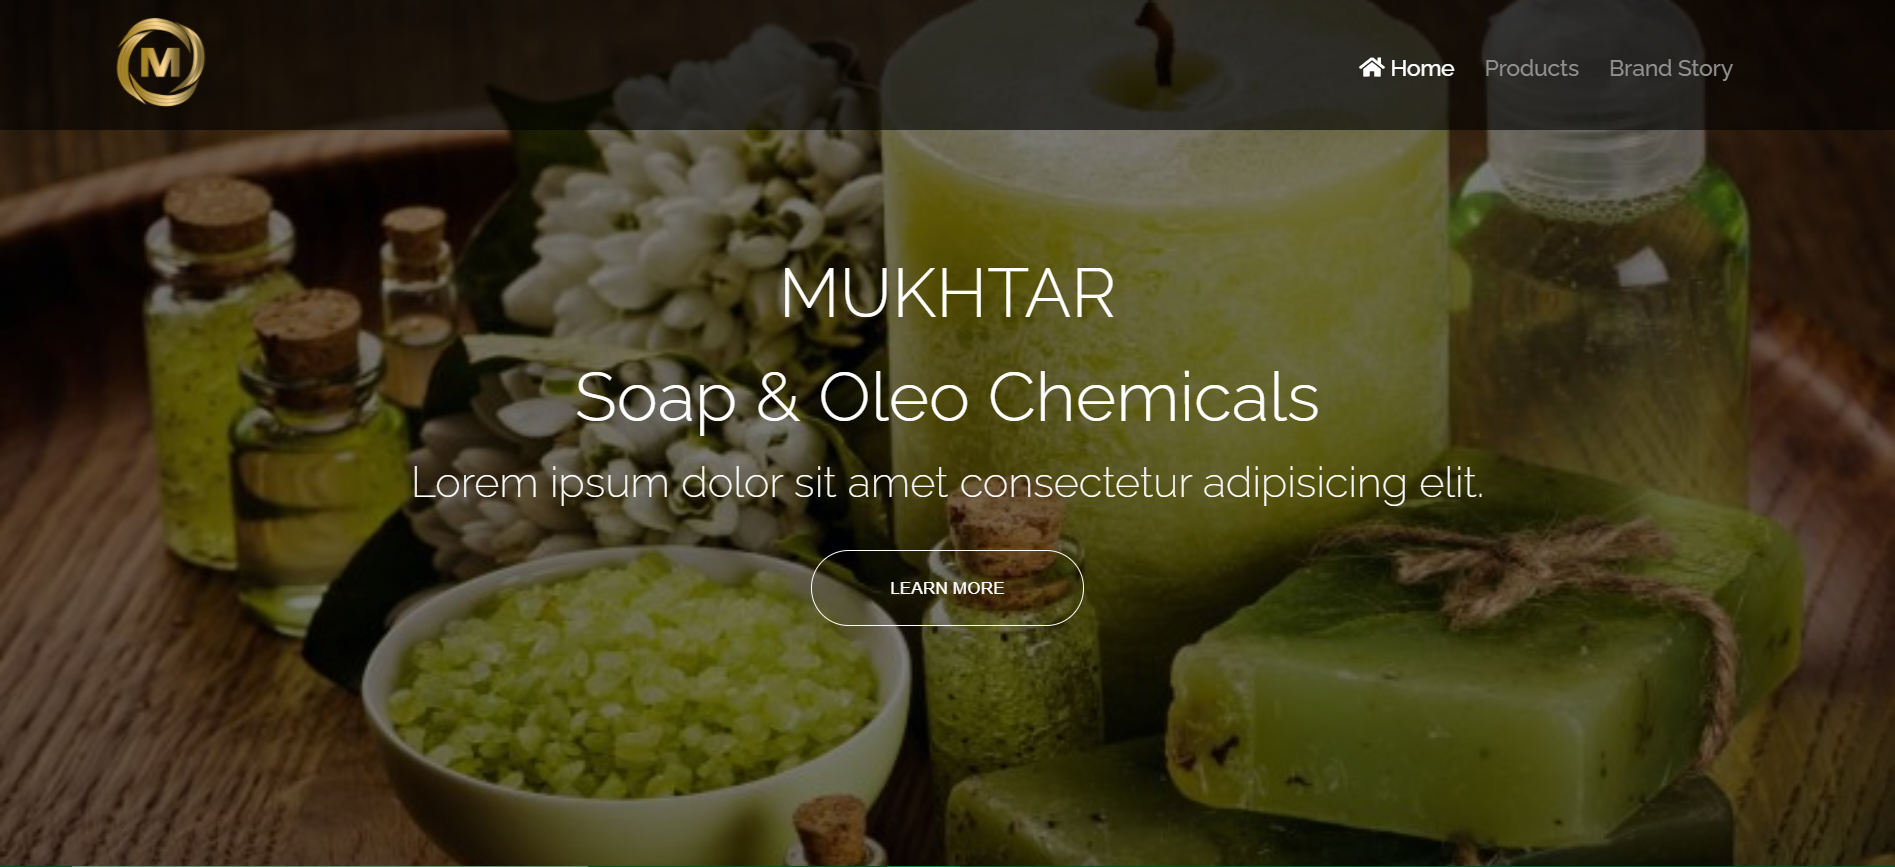 M
Home Products Brand Story
MUKHTAR
Soap & Oleo Chemicals
Lorem ipsum dolor sit amet consectetur adipisicing elit.
LEARN MORE